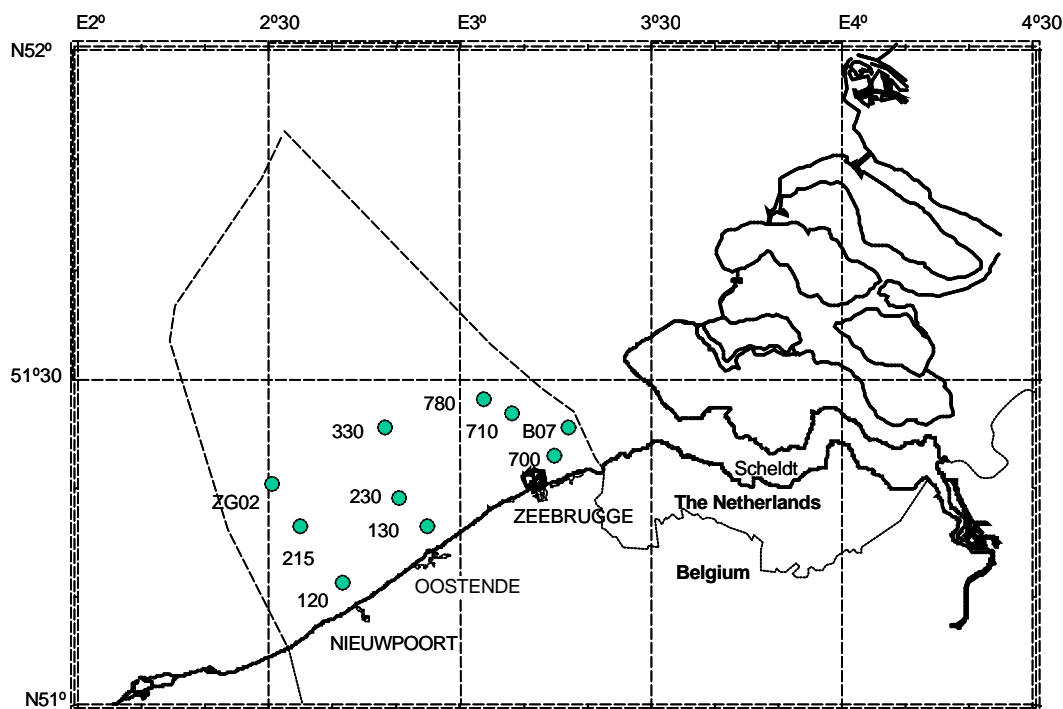 E2º 2º30 E3º 3º30 E4º 4º30
N52º
51º30
780
330 710 B07
700
Scheldt
ZG02 230 The Netherlands
130 ZEEBRUGGE
215
Belgium
OOSTENDE
120
NIEUWPOORT
N51º